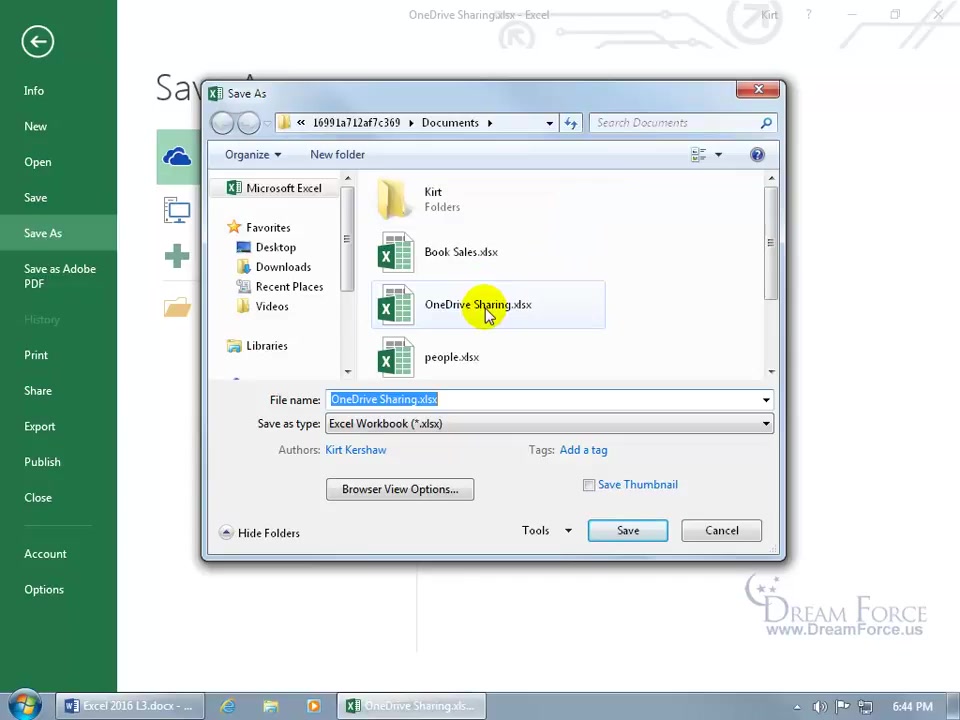 OneDrive Sharing.xlsx - Excel
Kirt
?
Info
New
Open
Save
Save As
Save as Adobe
PDF
History
Print
Share
Export
Publish
Close
Account
Options
Save As
« 16991a712af7c369 Documents
Search Documents
Organize
New folder
Microsoft Excel
Favorites
Desktop
Downloads
Recent Places
Videos
Libraries
Kirt
Folders
Book Sales.xlsx
OneDrive Sharing.xlsx
people.xlsx
File name: OneDrive Sharing.xlsx
Save as type: Excel Workbook (*.xlsx)
Authors: Kirt Kershaw
Tags: Add a tag
Browser View Options...
Save Thumbnail
Hide Folders
Tools
Save
Cancel
DREAM FORCE
www.DreamForce.us
Excel 2016 L3.docx - ...
OneDrive Sharing.xls...
6:44 PM